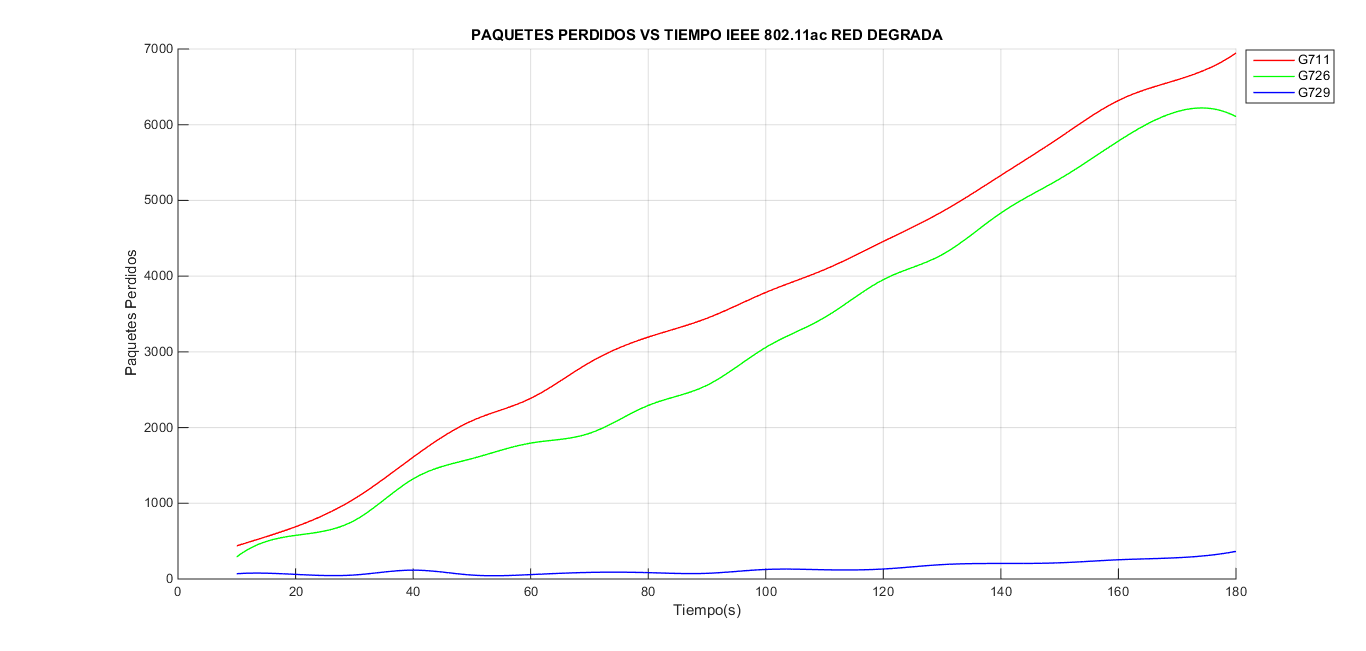 PAQUETES PERDIDOS VS TIEMPO IEEE 802.11ac RED DEGRADA
G711
G726
G729
7000
6000
5000
4000
3000
2000
1000
0
Paquetes Perdidos
0 20 40 60 80 100 120 140 160 180
Tiempo(s)